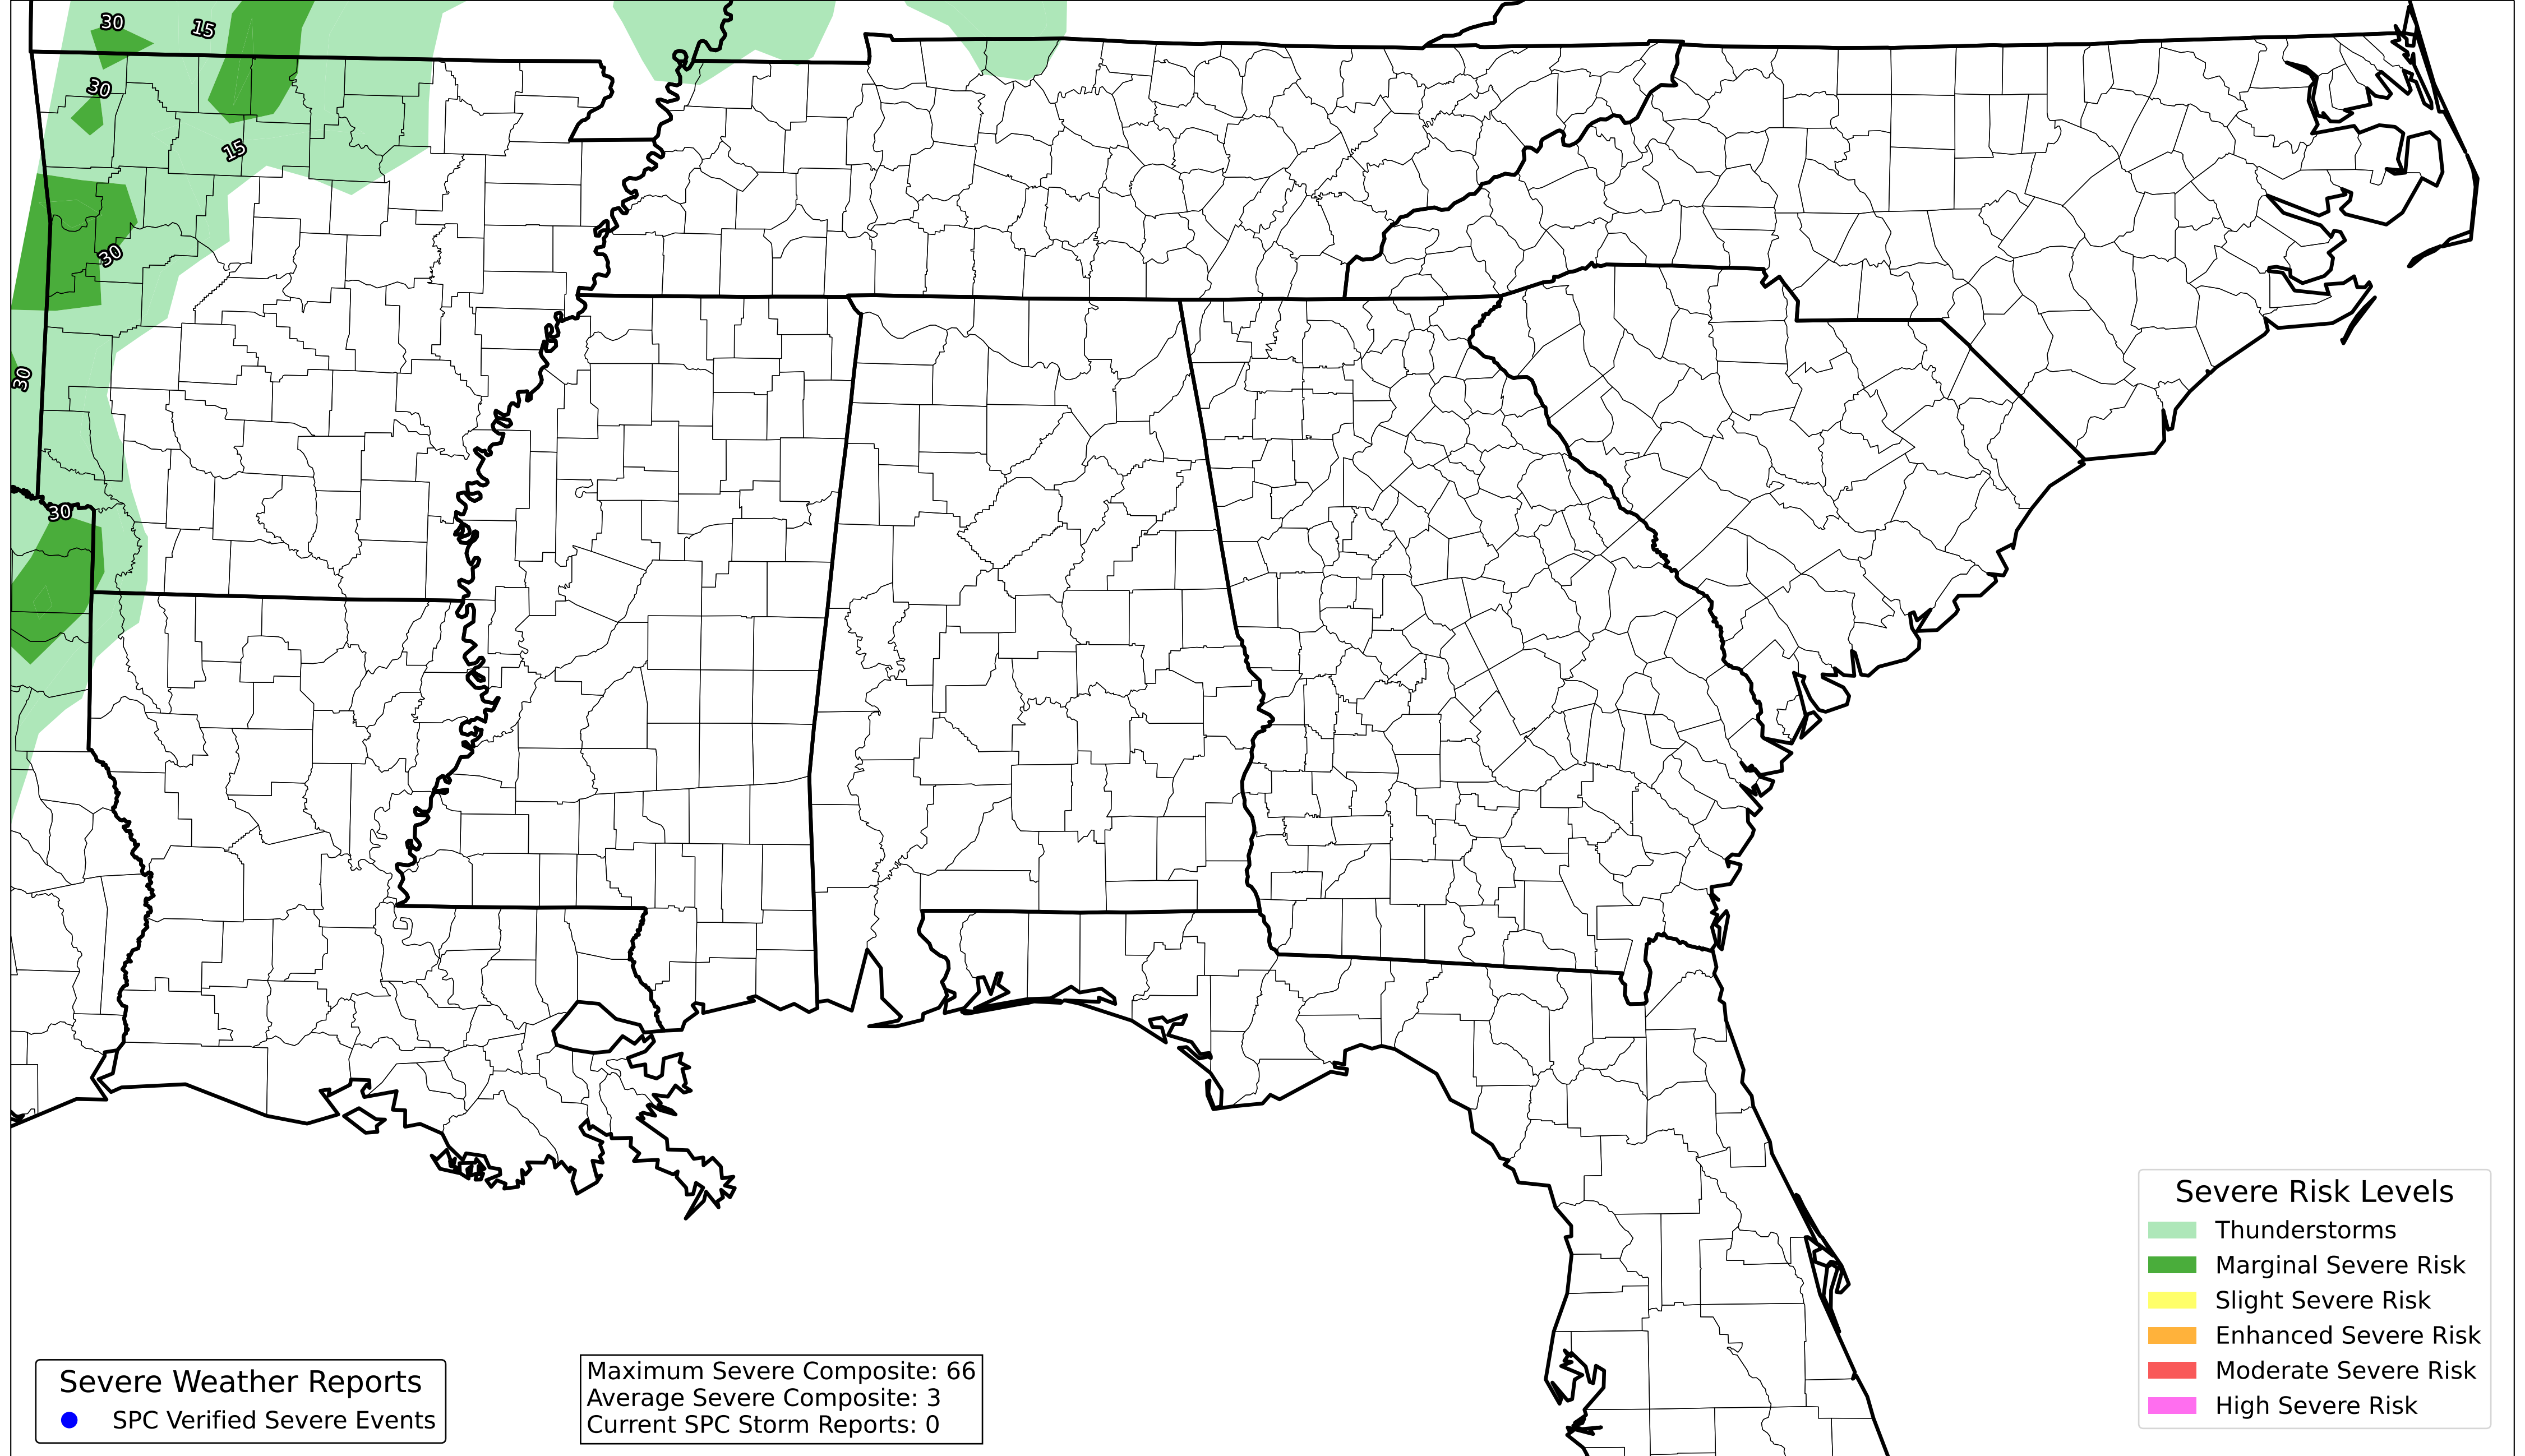 30
15
30
15
30
30
30
Severe Risk Levels
Thunderstorms
Marginal Severe Risk
Slight Severe Risk
Enhanced Severe Risk
Moderate Severe Risk
High Severe Risk
Severe Weather Reports
SPC Verified Severe Events
Maximum Severe Composite: 66
Average Severe Composite: 3
Current SPC Storm Reports: 0